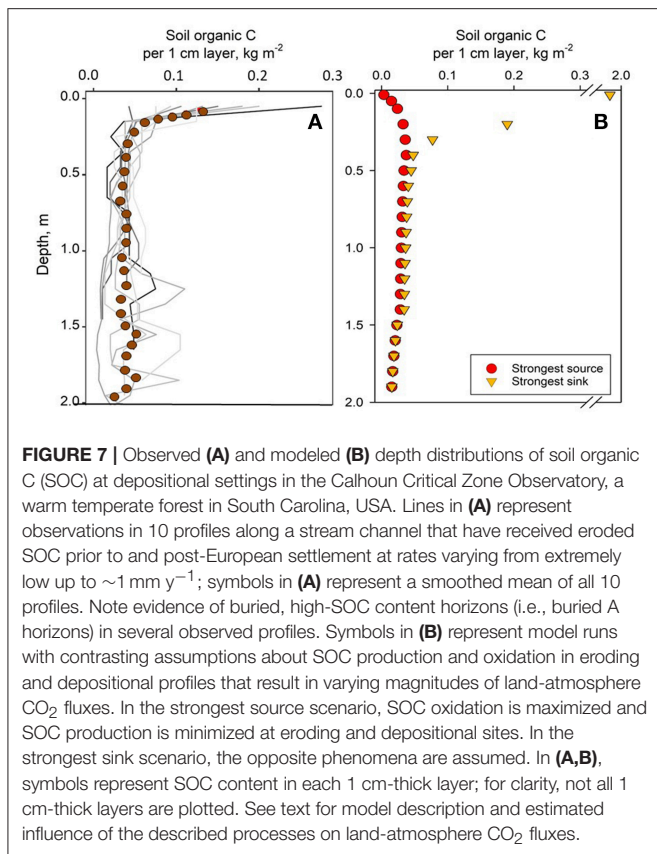 Soil organic C
per 1 cm layer, kg m-2
0.0 0.1 0.2 0.3
A
0.0
0.5
1.0
1.5
2.0
Depth, m
Soil organic C
per 1 cm layer, kg m-2
0.0 0.1 0.2 0.3 2.0
B
0.0
0.5
1.0
1.5
2.0
Strongest source
Strongest sink
FIGURE 7 | Observed (A) and modeled (B) depth distributions of soil organic
C (SOC) at depositional settings in the Calhoun Critical Zone Observatory, a
warm temperate forest in South Carolina, USA. Lines in (A) represent
observations in 10 profiles along a stream channel that have received eroded
SOC prior to and post-European settlement at rates varying from extremely
low up to ∼1 mm y−1; symbols in (A) represent a smoothed mean of all 10
profiles. Note evidence of buried, high-SOC content horizons (i.e., buried A
horizons) in several observed profiles. Symbols in (B) represent model runs
with contrasting assumptions about SOC production and oxidation in eroding
and depositional profiles that result in varying magnitudes of land-atmosphere
CO2 fluxes. In the strongest source scenario, SOC oxidation is maximized and
SOC production is minimized at eroding and depositional sites. In the
strongest sink scenario, the opposite phenomena are assumed. In (A,B),
symbols represent SOC content in each 1 cm-thick layer; for clarity, not all 1
cm-thick layers are plotted. See text for model description and estimated
influence of the described processes on land-atmosphere CO2 fluxes.